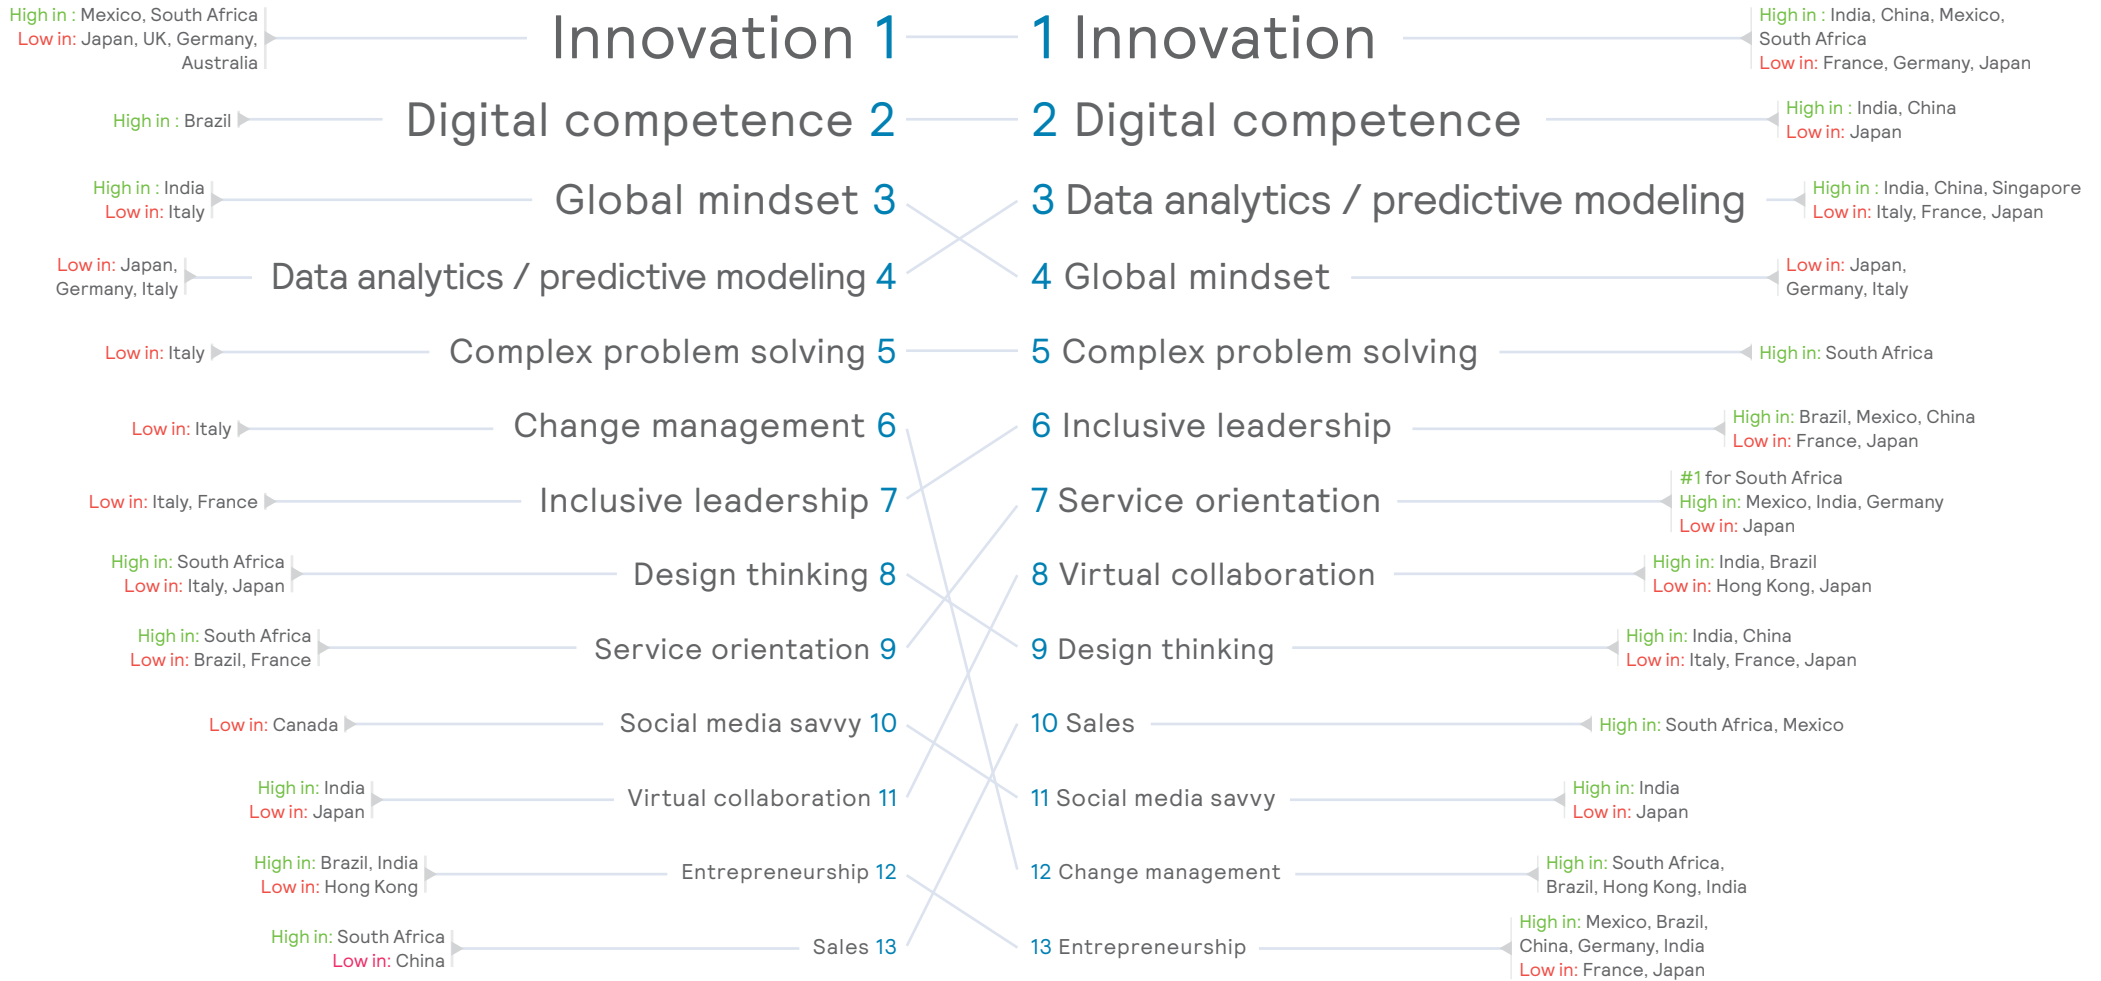 High in : Mexico, South Africa
Low in: Japan, UK, Germany,
Australia
Innovation 1
1 Innovation
High in : India, China, Mexico,
South Africa
Low in: France, Germany, Japan
High in : Brazil
Digital competence 2
2 Digital competence
High in : India, China
Low in: Japan
High in : India
Low in: Italy
Global mindset 3
3 Data analytics / predictive modeling
High in : India, China, Singapore
Low in: Italy, France, Japan
Low in: Japan,
Germany, Italy
Data analytics / predictive modeling 4
4 Global mindset
Low in: Japan,
Germany, Italy
Low in: Italy
Complex problem solving 5
5 Complex problem solving
High in: South Africa
Low in: Italy
Change management 6
6 Inclusive leadership
High in: Brazil, Mexico, China
Low in: France, Japan
Low in: Italy, France
Inclusive leadership 7
7 Service orientation
#1 for South Africa
High in: Mexico, India, Germany
Low in: Japan
High in: South Africa
Low in: Italy, Japan
Design thinking 8
8 Virtual collaboration
High in: India, Brazil
Low in: Hong Kong, Japan
High in: South Africa
Low in: Brazil, France
Service orientation 9
9 Design thinking
High in: India, China
Low in: Italy, France, Japan
Low in: Canada
Social media savvy 10
10 Sales
High in: South Africa, Mexico
High in: India
Low in: Japan
Virtual collaboration 11
11 Social media savvy
High in: India
Low in: Japan
High in: Brazil, India
Low in: Hong Kong
Entrepreneurship 12
12 Change management
High in: South Africa,
Brazil, Hong Kong, India
High in: South Africa
Low in: China
Sales 13
13 Entrepreneurship
High in: Mexico, Brazil,
China, Germany, India
Low in: France, Japan